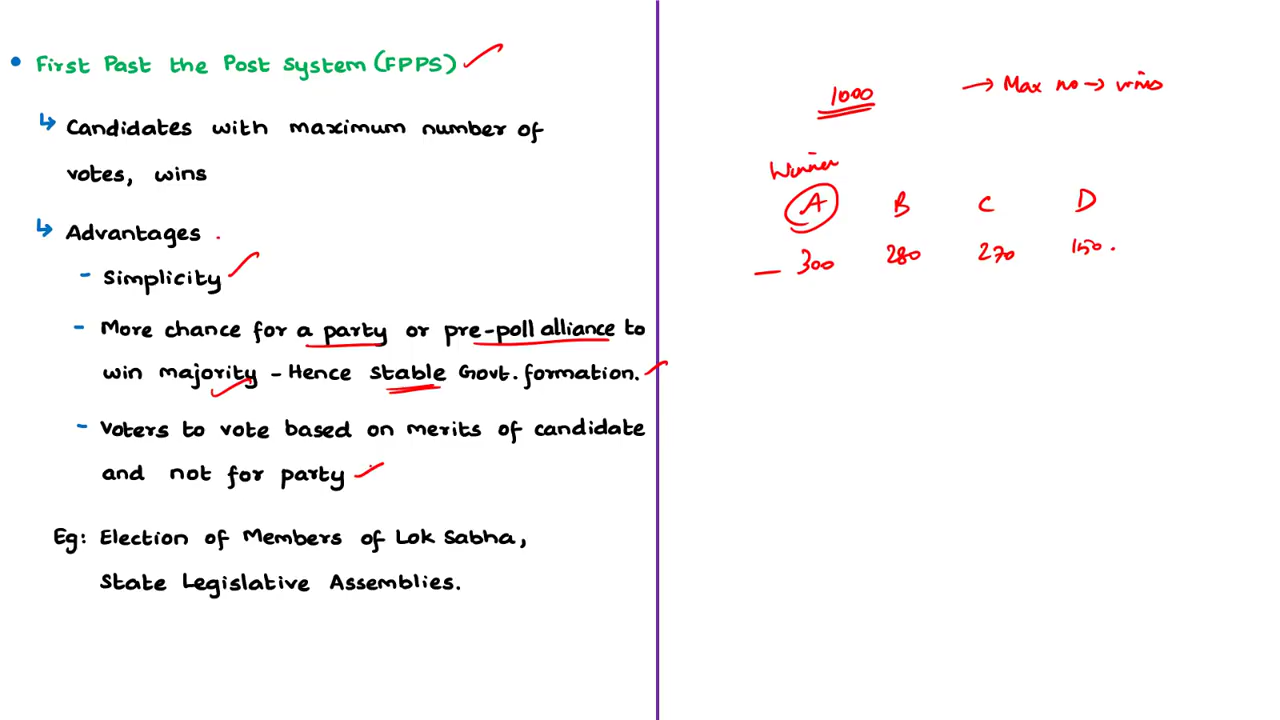 • First Past the Post System (FPPS)
↳ Candidates with maximum number of
votes, wins
↳ Advantages
- Simplicity
- More chance for a party or pre-poll alliance to
win majority - Hence stable Govt. formation.
- Voters to vote based on merits of candidate
and not for party
Eg: Election of Members of Lok Sabha,
State Legislative Assemblies.
1000 → Max no → wins
Winner
A B C D
- 300 280 270 150.